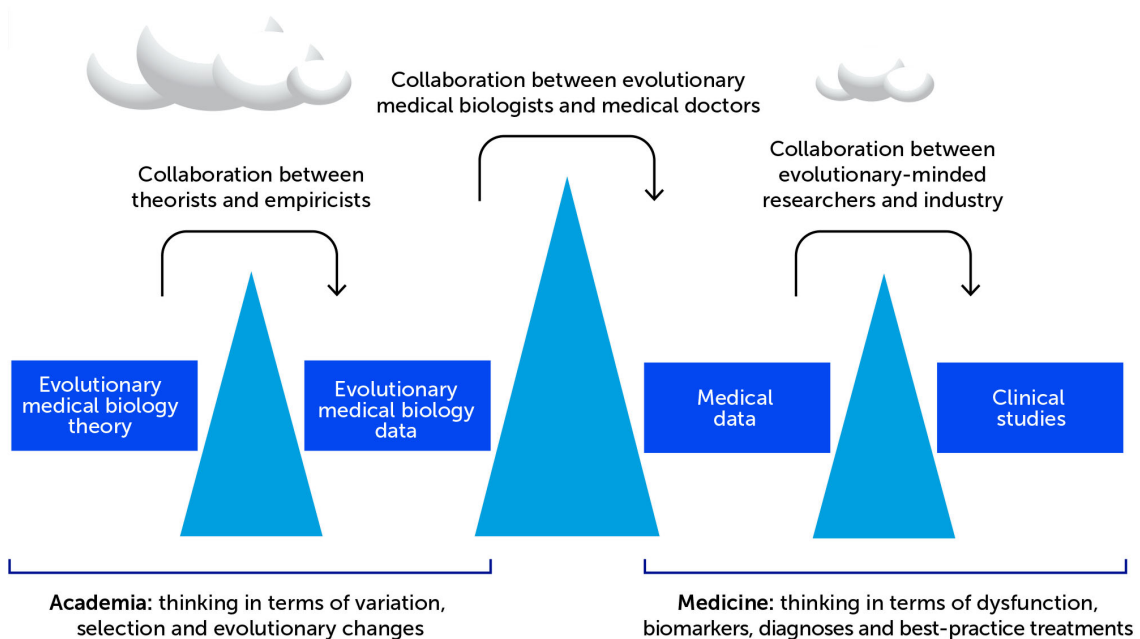 Collaboration between evolutionary
medical biologists and medical doctors
Collaboration between
theorists and empiricists
Collaboration between
evolutionary-minded
researchers and industry
Evolutionary
medical biology
theory
Evolutionary
medical biology
data
Medical
data
Clinical
studies
Academia: thinking in terms of variation,
selection and evolutionary changes
Medicine: thinking in terms of dysfunction,
biomarkers, diagnoses and best-practice treatments